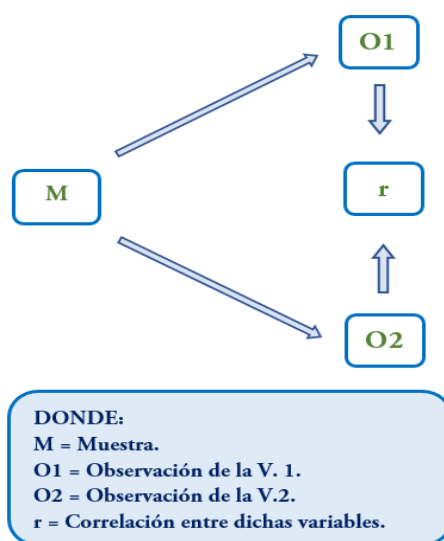 O1
M
r
O2
DONDE:
M = Muestra.
O1 = Observación de la V. 1.
O2 = Observación de la V.2.
r = Correlación entre dichas variables.